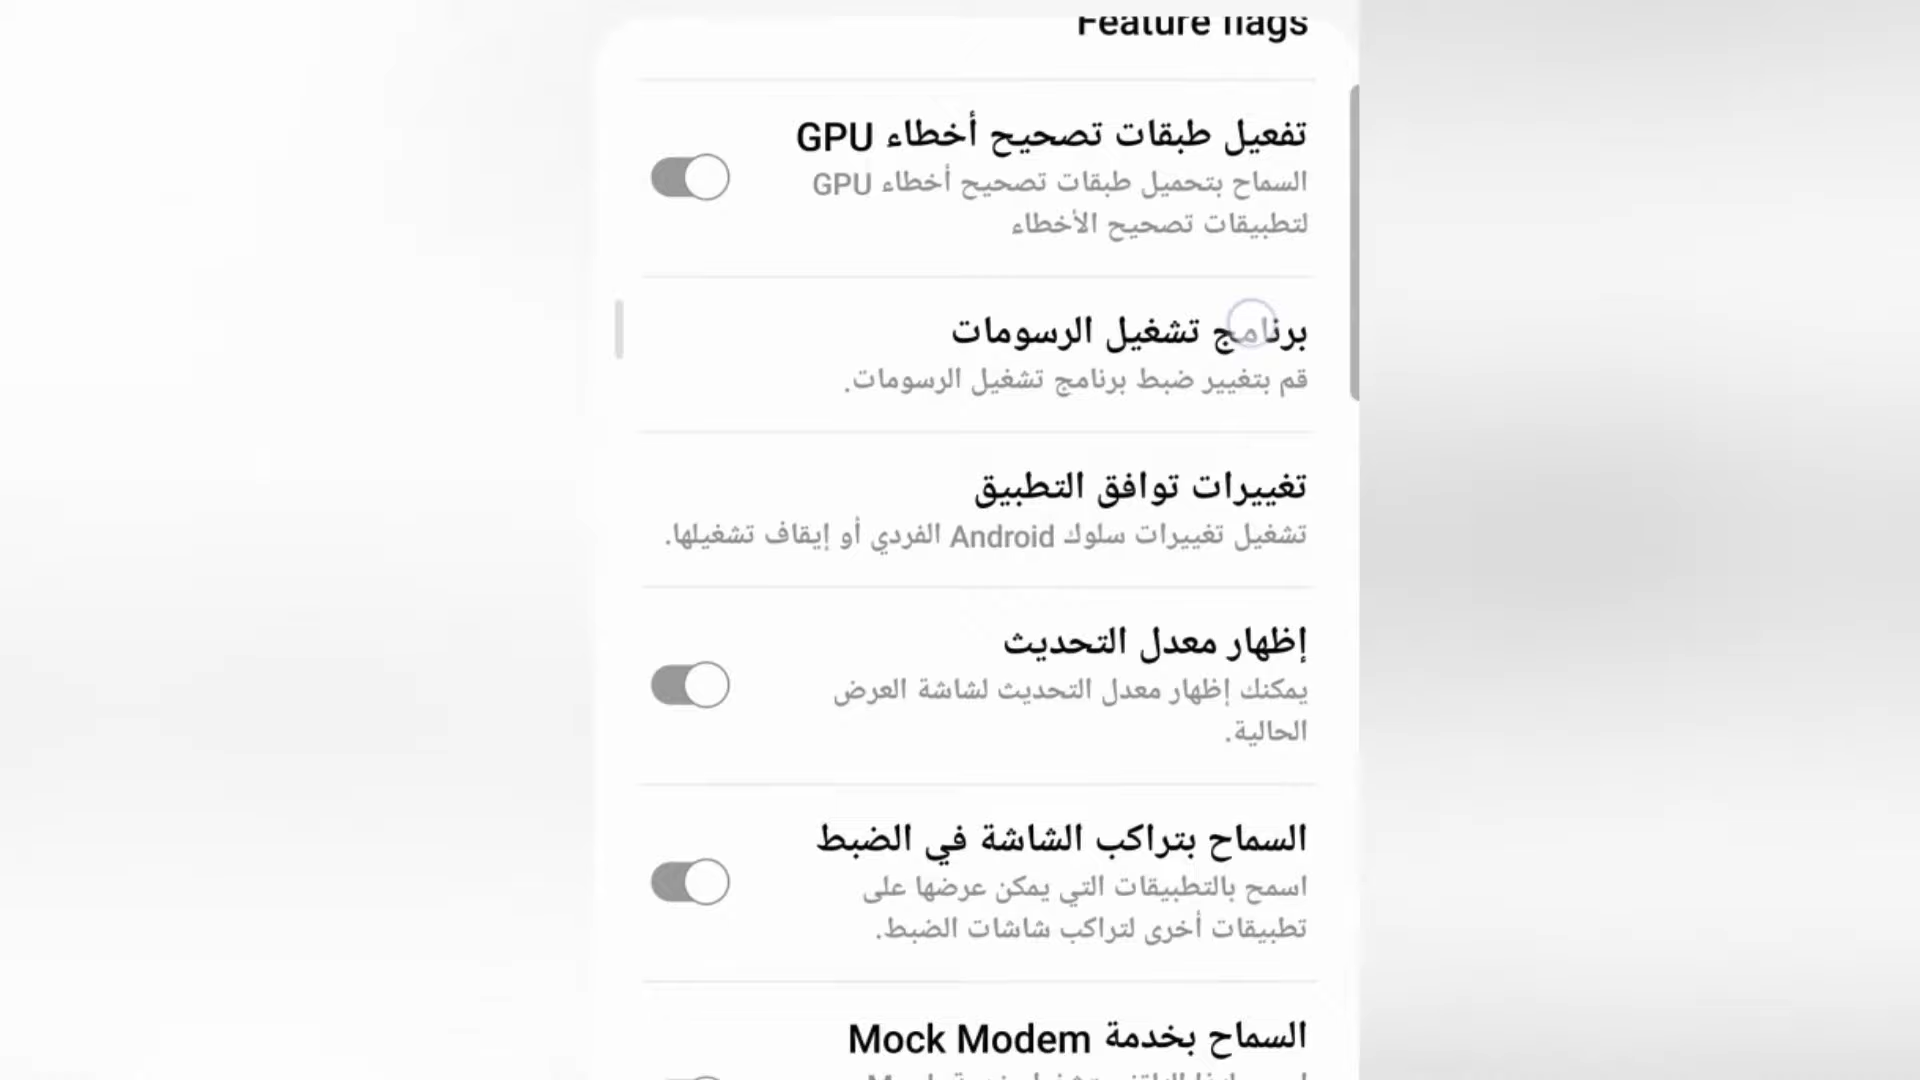 Feature flags
تفعيل طبقات تصحيح أخطاء GPU
السماح بتحميل طبقات تصحيح أخطاء GPU
لتطبيقات تصحيح الأخطاء
برنامج تشغيل الرسومات
قم بتغيير ضبط برنامج تشغيل الرسومات.
تغييرات توافق التطبيق
تشغيل تغييرات سلوك Android الفردي أو إيقاف تشغيلها.
إظهار معدل التحديث
يمكنك إظهار معدل التحديث لشاشة العرض
الحالية.
السماح بتراكب الشاشة في الضبط
اسمح بالتطبيقات التي يمكن عرضها على
تطبيقات أخرى لتراكب شاشات الضبط.
السماح بخدمة Mock Modem